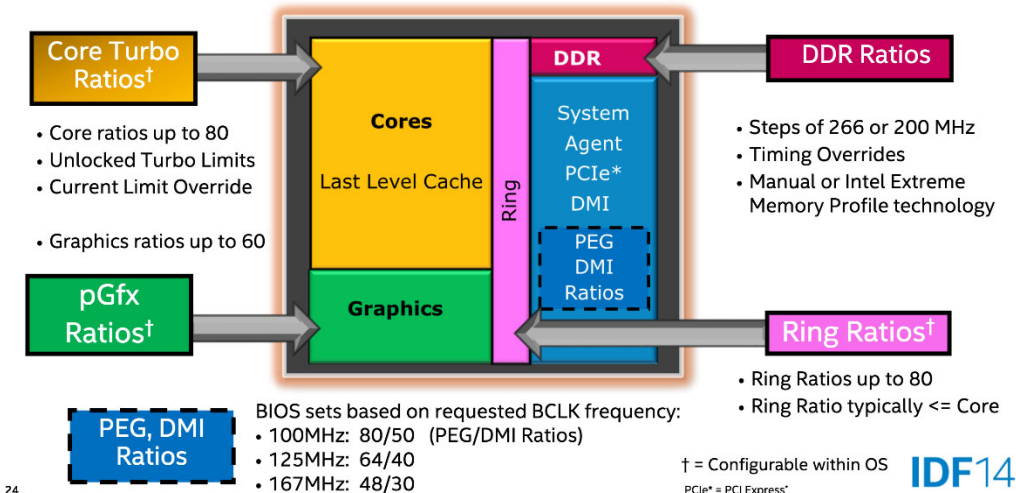 Core Turbo
Ratios†
• Core ratios up to 80
• Unlocked Turbo Limits
• Current Limit Override
• Graphics ratios up to 60
pGfx
Ratios†
Cores
Last Level Cache
Graphics
Ring
DDR
System
Agent
PCIe*
DMI
PEG
DMI
Ratios
DDR Ratios
• Steps of 266 or 200 MHz
• Timing Overrides
• Manual or Intel Extreme
Memory Profile technology
Ring Ratios†
• Ring Ratios up to 80
• Ring Ratio typically <= Core
PEG, DMI
Ratios
BIOS sets based on requested BCLK frequency:
• 100MHz: 80/50 (PEG/DMI Ratios)
• 125MHz: 64/40
• 167MHz: 48/30
† = Configurable within OS
PCIe* = PCI Express*
IDF14
24